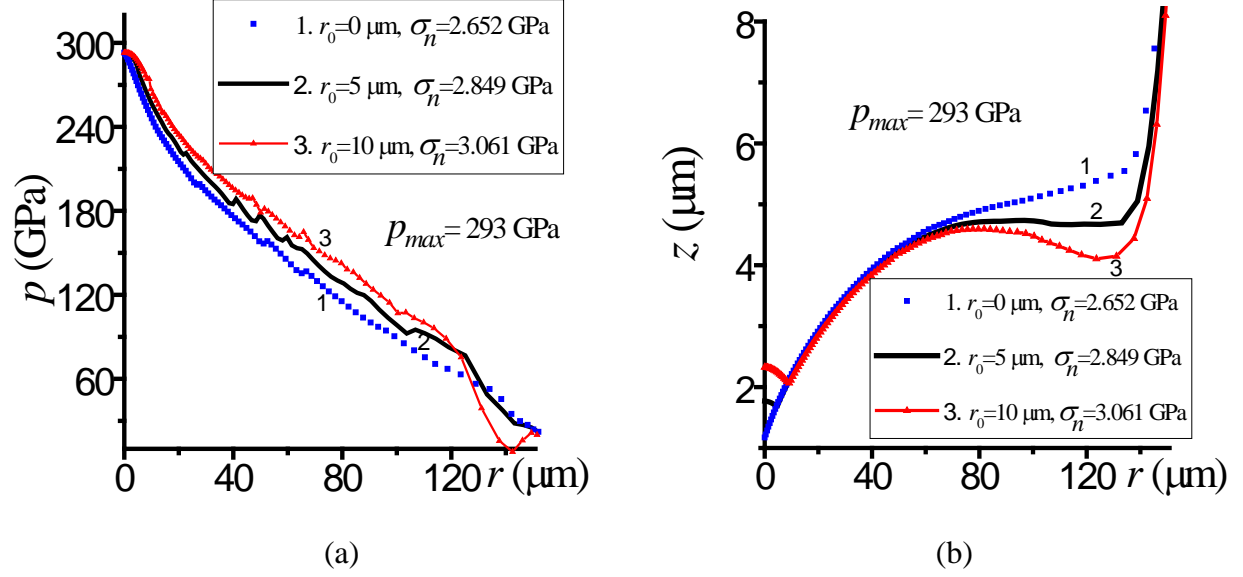 1. r₀=0 μm, σₙ=2.652 GPa
2. r₀=5 μm, σₙ=2.849 GPa
3. r₀=10 μm, σₙ=3.061 GPa
p_max= 293 GPa
p (GPa)
300
240
180
120
60
3
1
2
0
40
80
120
r (μm)
(a)
z (μm)
8
6
4
2
p_max= 293 GPa
1
2
3
1. r₀=0 μm, σₙ=2.652 GPa
2. r₀=5 μm, σₙ=2.849 GPa
3. r₀=10 μm, σₙ=3.061 GPa
0
40
80
120
r (μm)
(b)